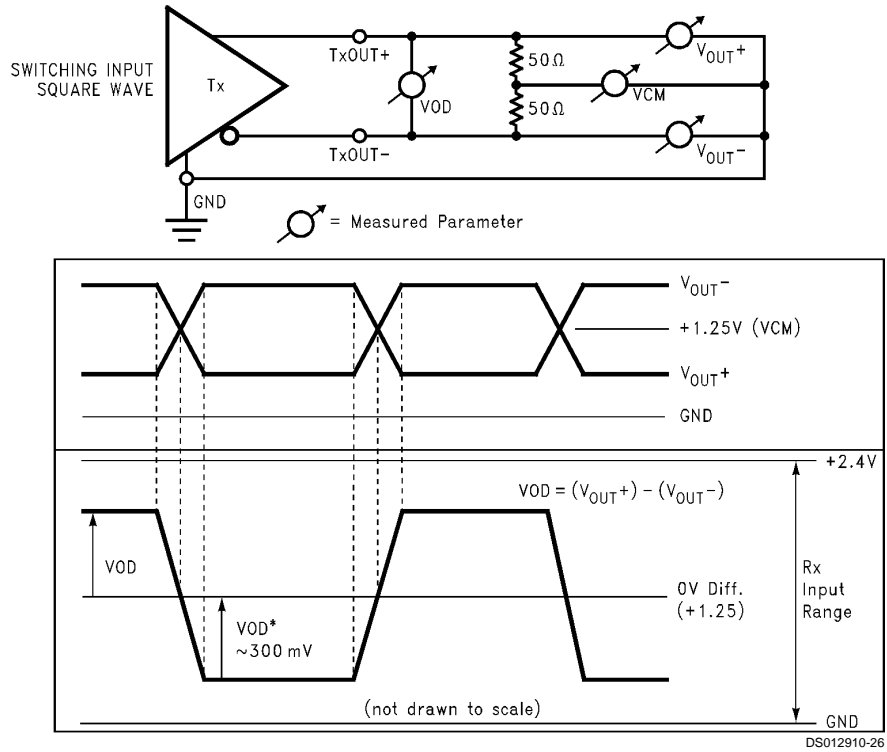 SWITCHING INPUT
SQUARE WAVE
Tx
TxOUT+
TxOUT-
VOD
50Ω
50Ω
VCM
VOUT+
VOUT-
GND
= Measured Parameter
VOUT-
+1.25V (VCM)
VOUT+
GND
+2.4V
VOD = (VOUT+) - (VOUT-)
VOD
VOD*
~300 mV
0V Diff.
(+1.25)
Rx
Input
Range
(not drawn to scale)
GND
DS012910-26